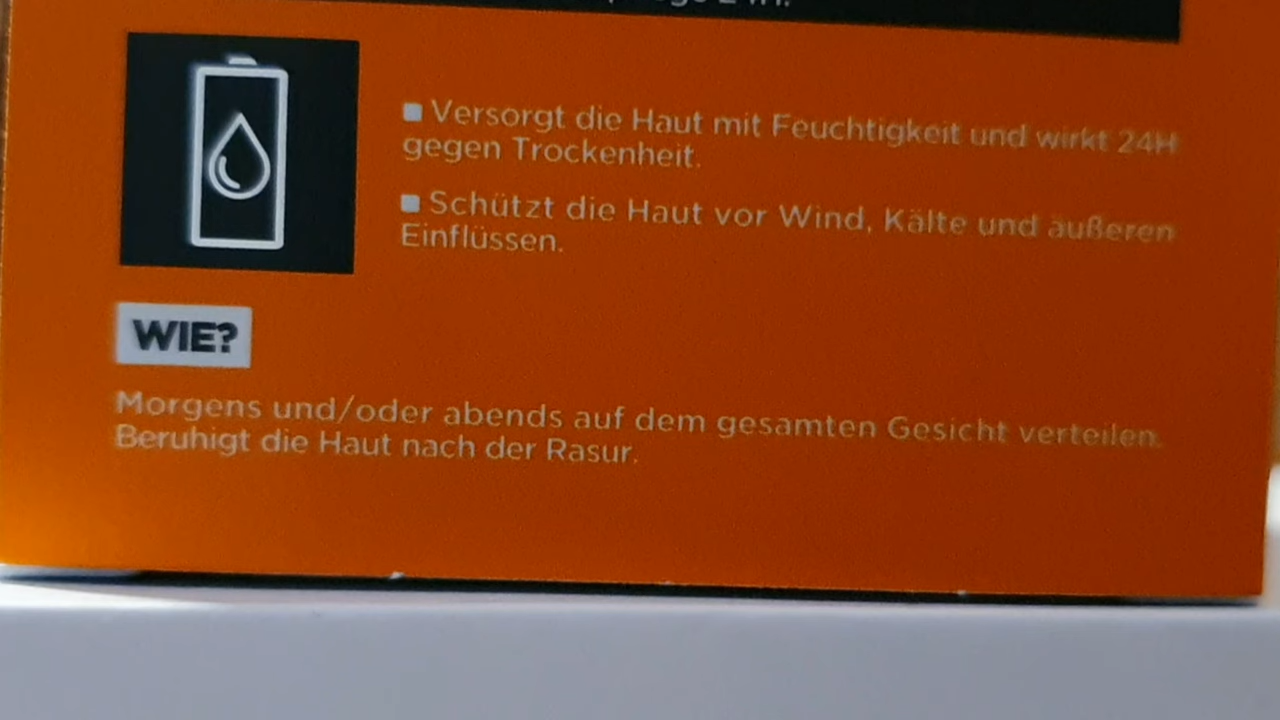 ■ Versorgt die Haut mit Feuchtigkeit und wirkt 24H
gegen Trockenheit.
■ Schützt die Haut vor Wind, Kälte und äußeren
Einflüssen.
WIE?
Morgens und/oder abends auf dem gesamten Gesicht verteilen.
Beruhigt die Haut nach der Rasur.